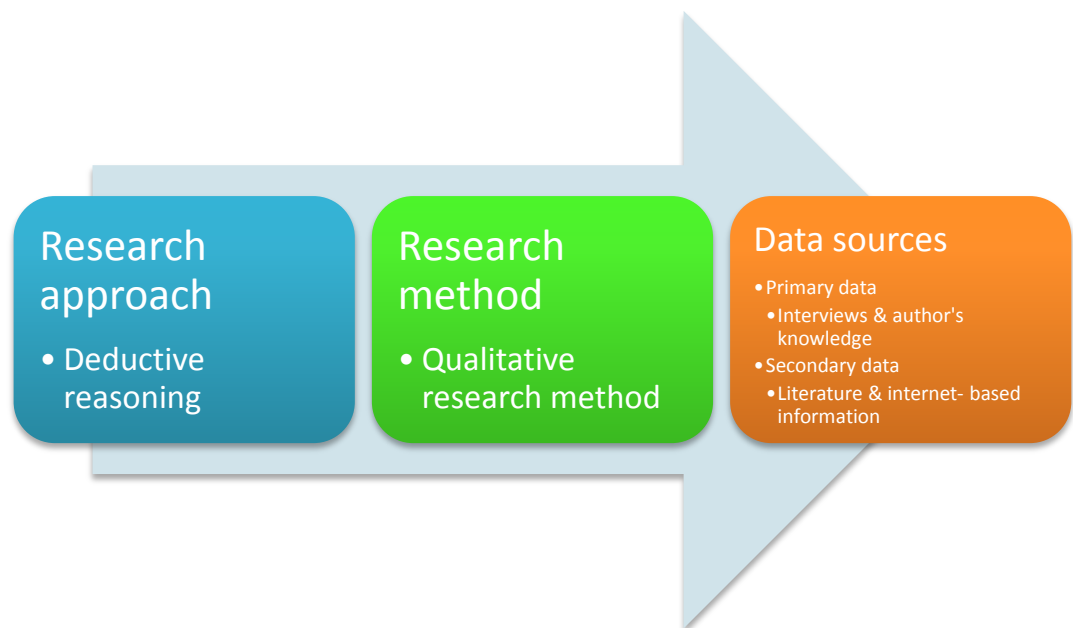 Research
approach
• Deductive
reasoning
Research
method
• Qualitative
research method
Data sources
•Primary data
•Interviews & author's
knowledge
•Secondary data
•Literature & internet- based
information